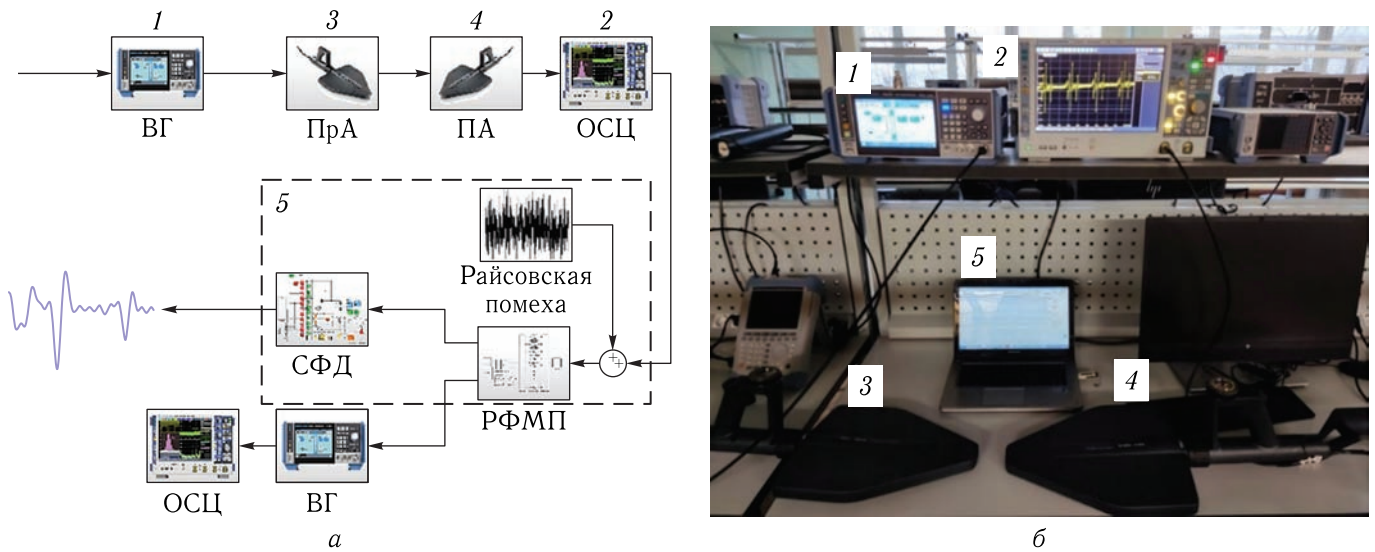 1 3 4 2
ВГ ПрА ПА ОСЦ
5
Райсовская
помеха
СФД
РФМП
ОСЦ ВГ
а
1
2
5
3
4
hp
б